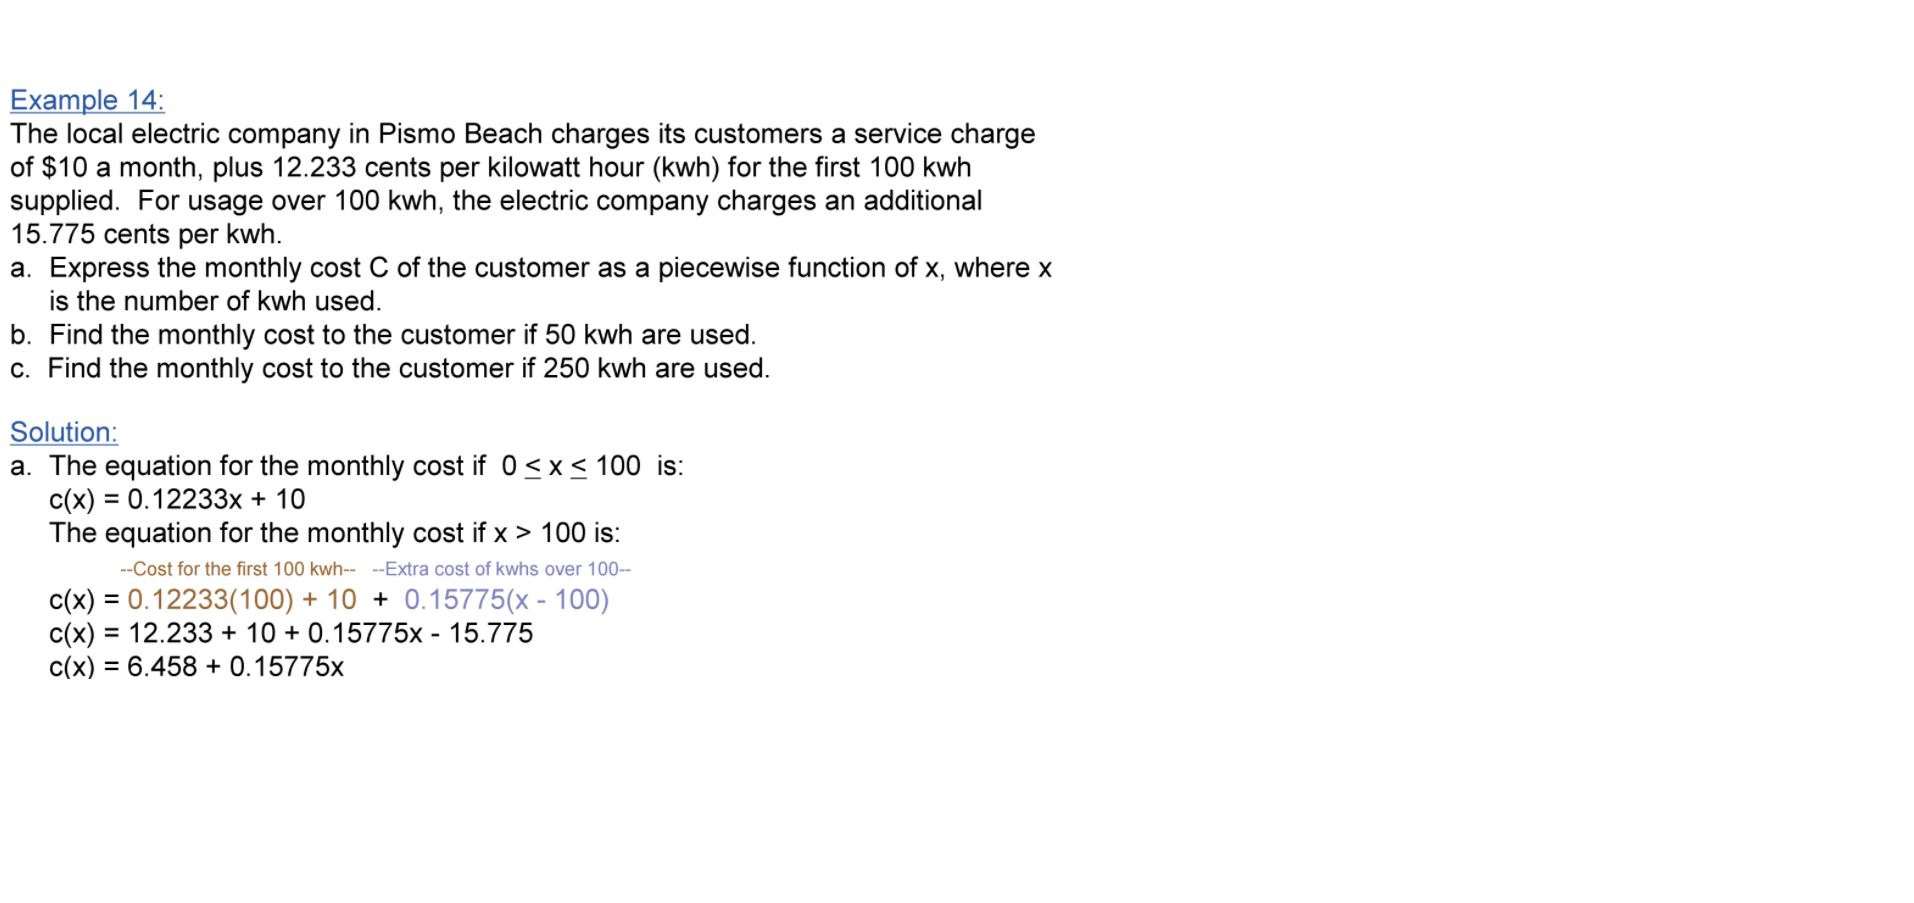 Example 14:
The local electric company in Pismo Beach charges its customers a service charge
of $10 a month, plus 12.233 cents per kilowatt hour (kwh) for the first 100 kwh
supplied.  For usage over 100 kwh, the electric company charges an additional
15.775 cents per kwh.
a.  Express the monthly cost C of the customer as a piecewise function of x, where x
is the number of kwh used.
b.  Find the monthly cost to the customer if 50 kwh are used.
c.  Find the monthly cost to the customer if 250 kwh are used.
Solution:
a.  The equation for the monthly cost if  0 ≤ x ≤ 100  is:
c(x) = 0.12233x + 10
The equation for the monthly cost if x > 100 is:
--Cost for the first 100 kwh--   --Extra cost of kwhs over 100--
c(x) = 0.12233(100) + 10  +  0.15775(x - 100)
c(x) = 12.233 + 10 + 0.15775x - 15.775
c(x) = 6.458 + 0.15775x